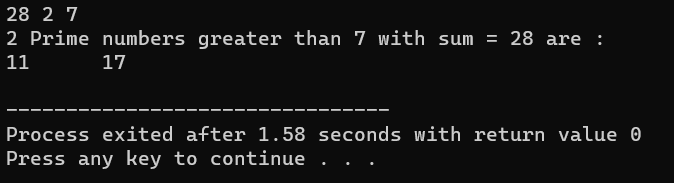 28 2 7
2 Prime numbers greater than 7 with sum = 28 are :
11      17
--------------------------------
Process exited after 1.58 seconds with return value 0
Press any key to continue . . .